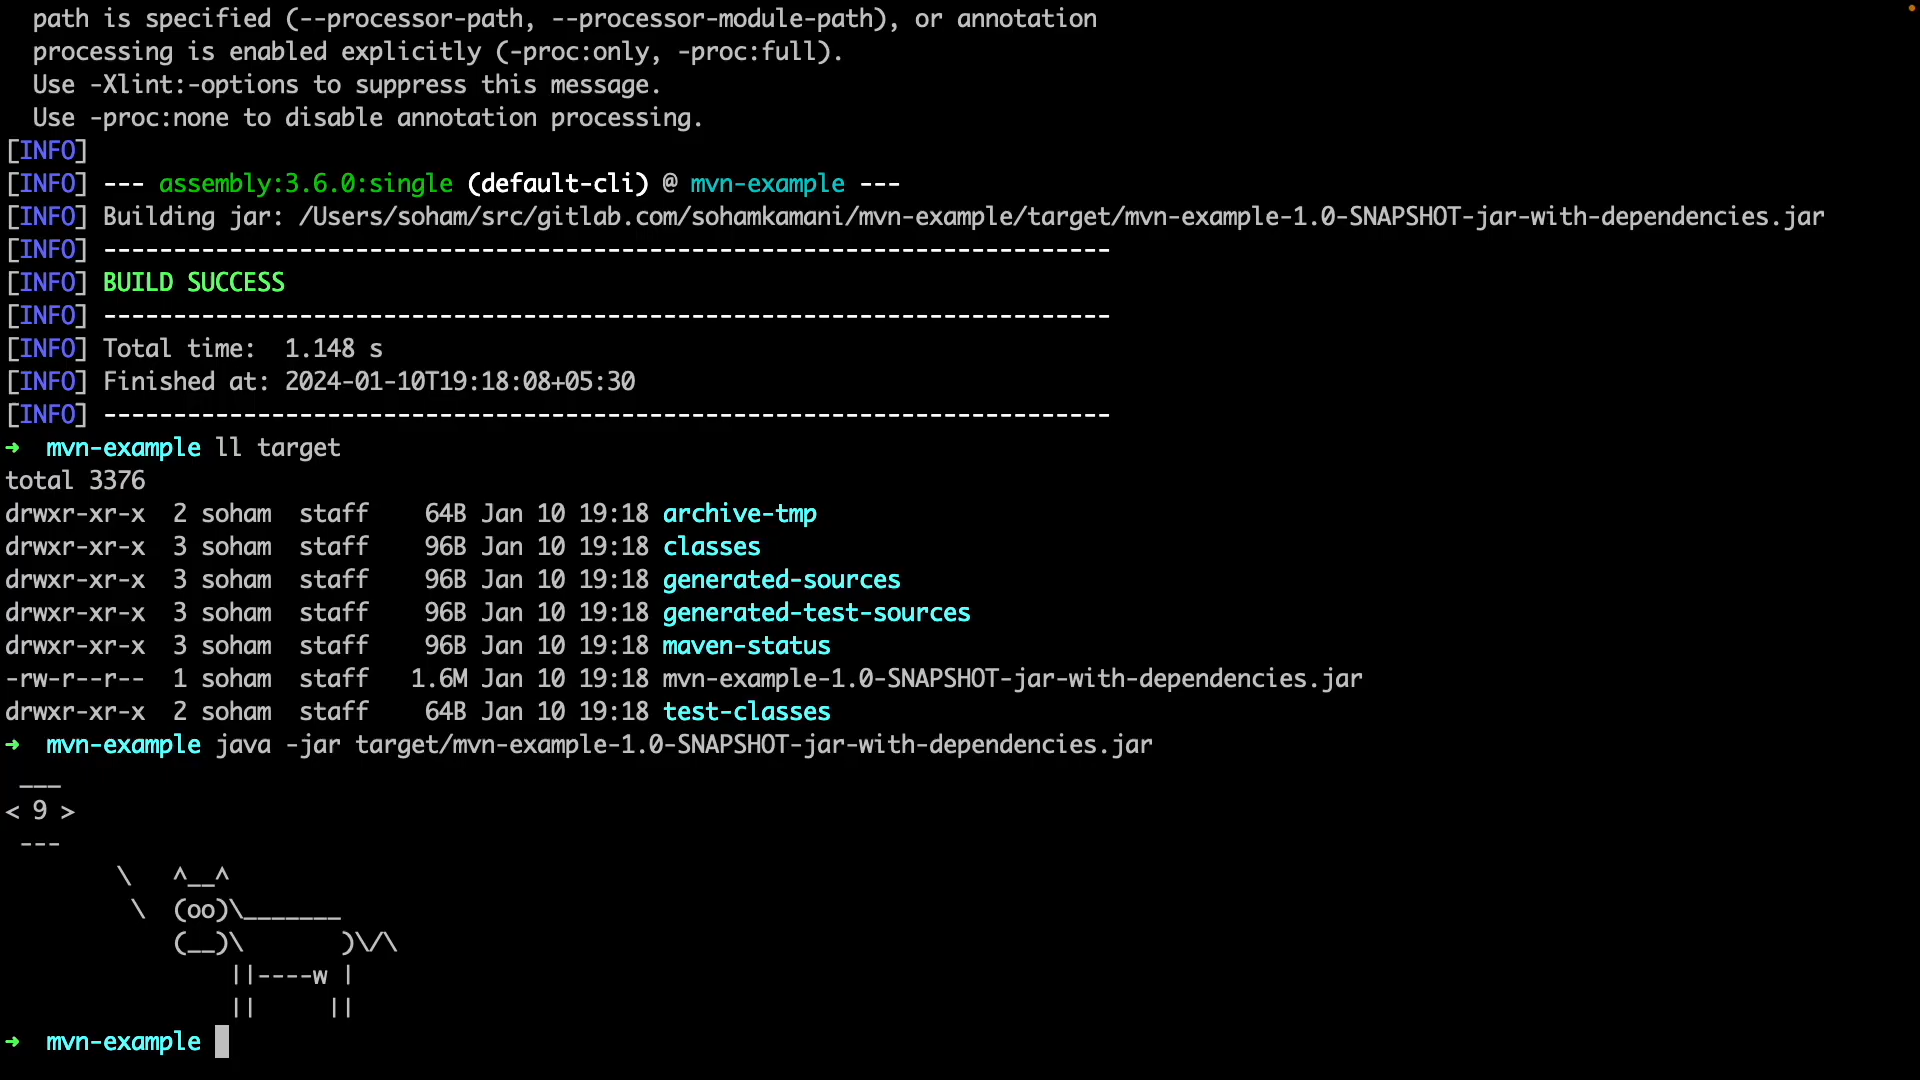 path is specified (--processor-path, --processor-module-path), or annotation
  processing is enabled explicitly (-proc:only, -proc:full).
  Use -Xlint:-options to suppress this message.
  Use -proc:none to disable annotation processing.
[INFO]
[INFO] --- assembly:3.6.0:single (default-cli) @ mvn-example ---
[INFO] Building jar: /Users/soham/src/gitlab.com/sohamkamani/mvn-example/target/mvn-example-1.0-SNAPSHOT-jar-with-dependencies.jar
[INFO] ------------------------------------------------------------------------
[INFO] BUILD SUCCESS
[INFO] ------------------------------------------------------------------------
[INFO] Total time:  1.148 s
[INFO] Finished at: 2024-01-10T19:18:08+05:30
[INFO] ------------------------------------------------------------------------
➜  mvn-example ll target
total 3376
drwxr-xr-x  2 soham  staff    64B Jan 10 19:18 archive-tmp
drwxr-xr-x  3 soham  staff    96B Jan 10 19:18 classes
drwxr-xr-x  3 soham  staff    96B Jan 10 19:18 generated-sources
drwxr-xr-x  3 soham  staff    96B Jan 10 19:18 generated-test-sources
drwxr-xr-x  3 soham  staff    96B Jan 10 19:18 maven-status
-rw-r--r--  1 soham  staff   1.6M Jan 10 19:18 mvn-example-1.0-SNAPSHOT-jar-with-dependencies.jar
drwxr-xr-x  2 soham  staff    64B Jan 10 19:18 test-classes
➜  mvn-example java -jar target/mvn-example-1.0-SNAPSHOT-jar-with-dependencies.jar
 ___
< 9 >
 ---
        \   ^__^
         \  (oo)\_______
            (__)\       )\/\
                ||----w |
                ||     ||
➜  mvn-example